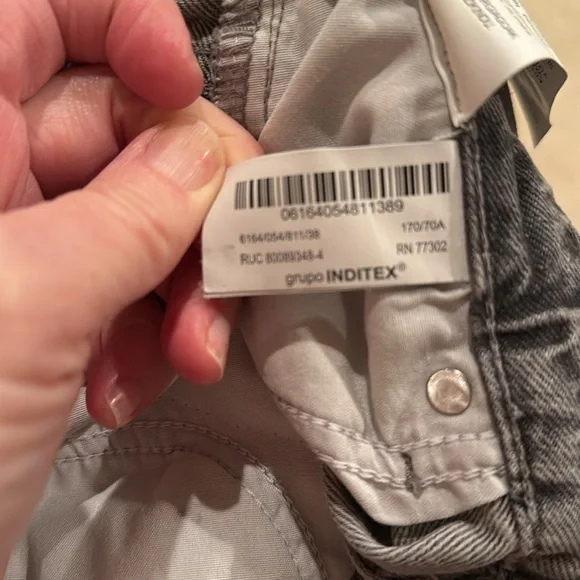 06164054811389
6164/054/811/38
170/70A
RUC 80089348-4
RN 77302
grupo INDITEX®